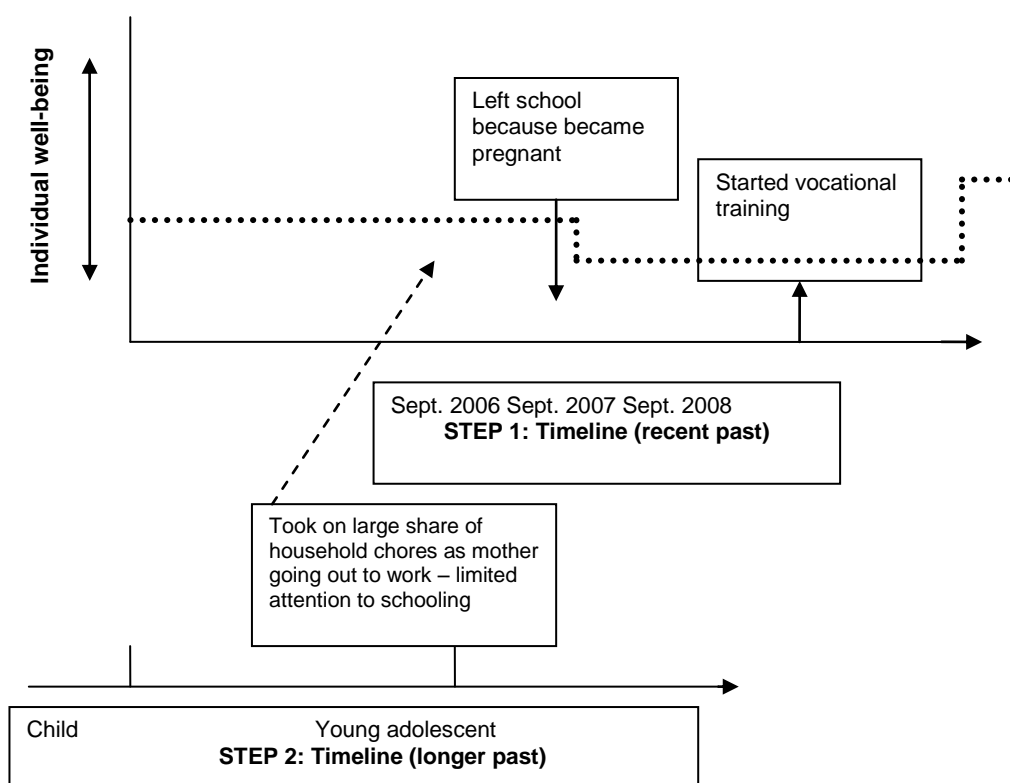 Individual well-being
Left school
because became
pregnant
Started vocational
training
Sept. 2006 Sept. 2007 Sept. 2008
STEP 1: Timeline (recent past)
Took on large share of
household chores as mother
going out to work – limited
attention to schooling
Child Young adolescent
STEP 2: Timeline (longer past)